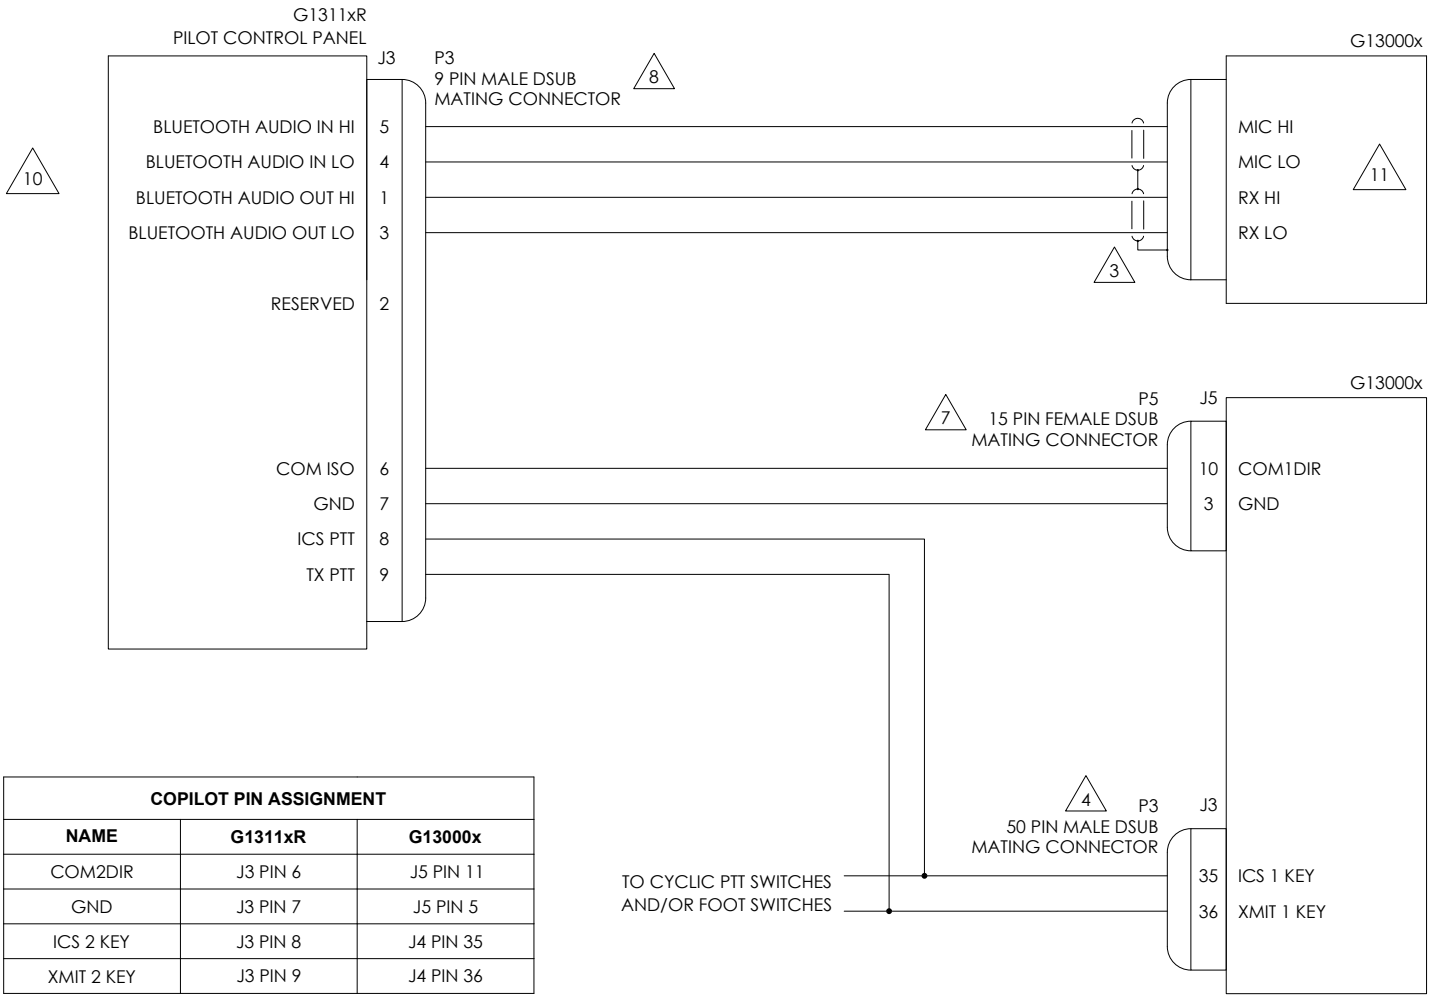 G1311xR
PILOT CONTROL PANEL
J3
P3
9 PIN MALE DSUB
MATING CONNECTOR
8
10
BLUETOOTH AUDIO IN HI 5
BLUETOOTH AUDIO IN LO 4
BLUETOOTH AUDIO OUT HI 1
BLUETOOTH AUDIO OUT LO 3
RESERVED 2
COM ISO 6
GND 7
ICS PTT 8
TX PTT 9
G13000x
MIC HI
MIC LO
RX HI
RX LO
11
3
G13000x
7
P5 J5
15 PIN FEMALE DSUB
MATING CONNECTOR
10 COM1DIR
3 GND
4
P3 J3
50 PIN MALE DSUB
MATING CONNECTOR
35 ICS 1 KEY
36 XMIT 1 KEY
TO CYCLIC PTT SWITCHES
AND/OR FOOT SWITCHES
COPILOT PIN ASSIGNMENT
NAME G1311xR G13000x
COM2DIR J3 PIN 6 J5 PIN 11
GND J3 PIN 7 J5 PIN 5
ICS 2 KEY J3 PIN 8 J4 PIN 35
XMIT 2 KEY J3 PIN 9 J4 PIN 36